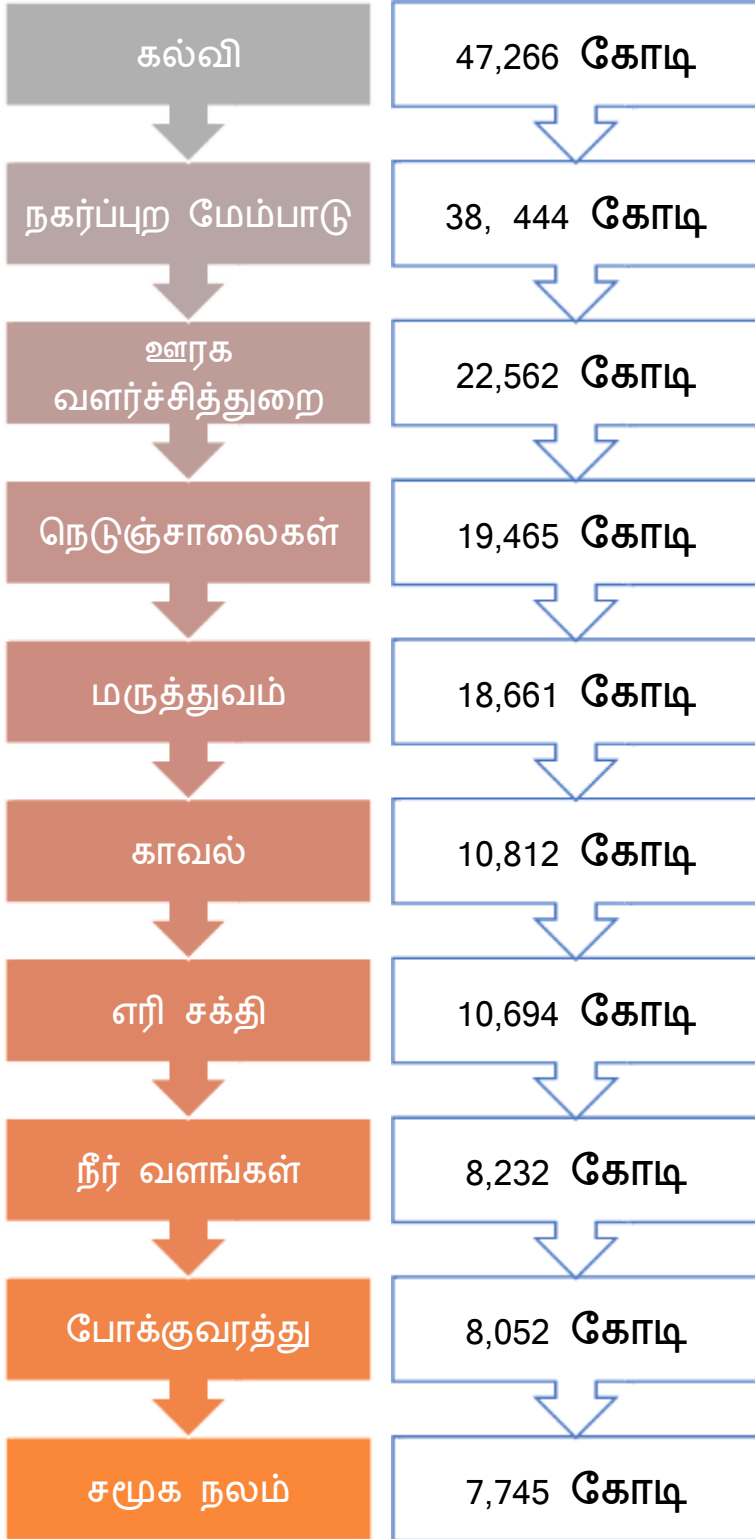 கல்வி
47,266 கோடி
நகர்ப்புற மேம்பாடு
38, 444 கோடி
ஊரக
வளர்ச்சித்துறை
22,562 கோடி
நெடுஞ்சாலைகள்
19,465 கோடி
மருத்துவம்
18,661 கோடி
காவல்
10,812 கோடி
எரி சக்தி
10,694 கோடி
நீர் வளங்கள்
8,232 கோடி
போக்குவரத்து
8,052 கோடி
சமூக நலம்
7,745 கோடி